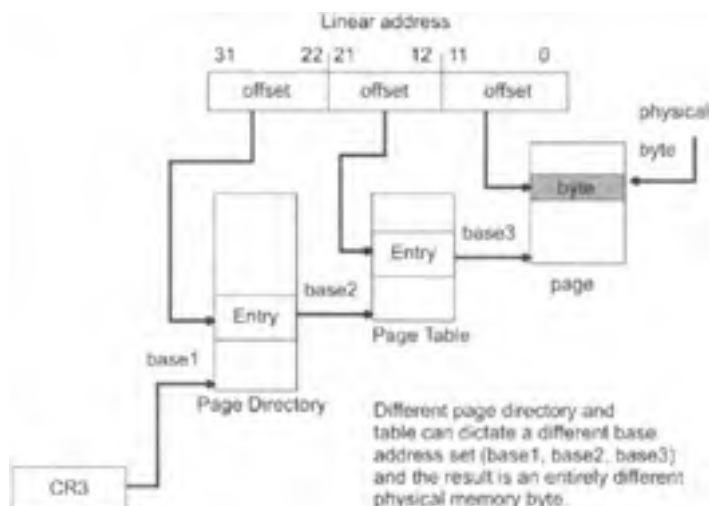 Linear address
31 22 21 12 11 0
offset offset offset
physical
byte
byte
Entry
base3
Entry
base2
page
Page Table
base1
Page Directory
Different page directory and
table can dictate a different base
address set (base1, base2, base3)
and the result is an entirely different
physical memory byte.
CR3